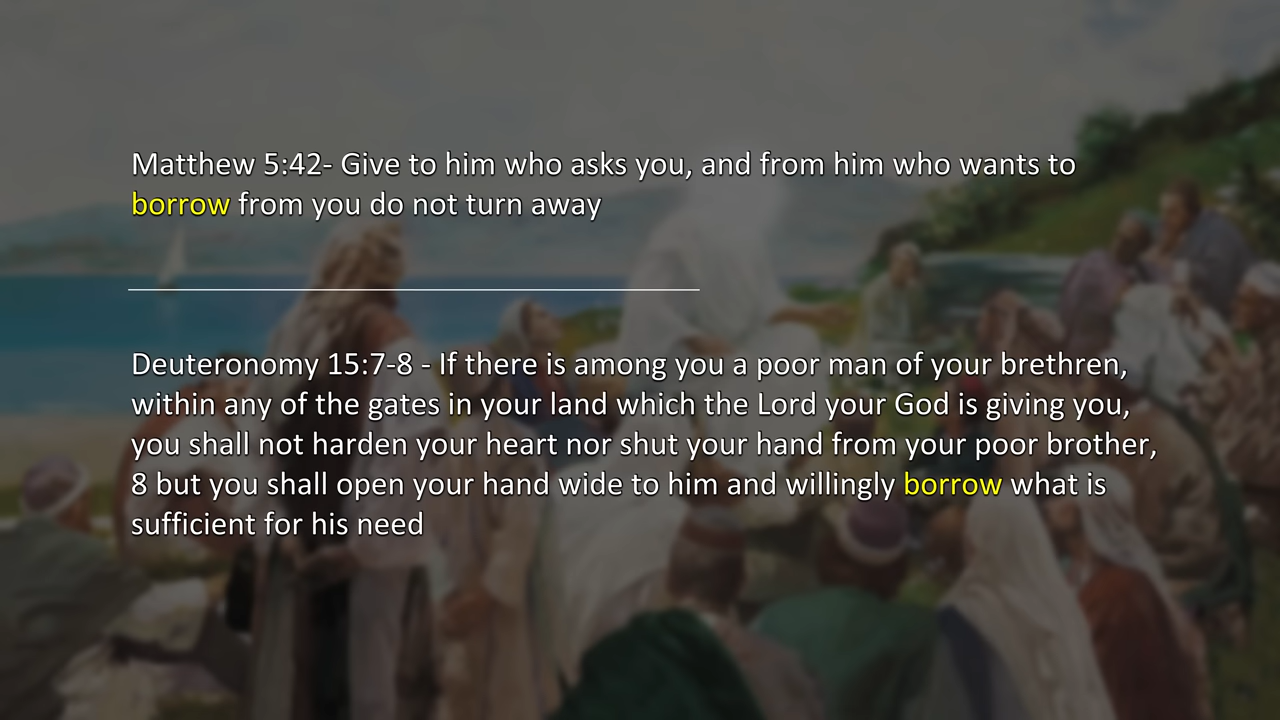 Matthew 5:42- Give to him who asks you, and from him who wants to
borrow from you do not turn away
Deuteronomy 15:7-8 - If there is among you a poor man of your brethren,
within any of the gates in your land which the Lord your God is giving you,
you shall not harden your heart nor shut your hand from your poor brother,
8 but you shall open your hand wide to him and willingly borrow what is
sufficient for his need